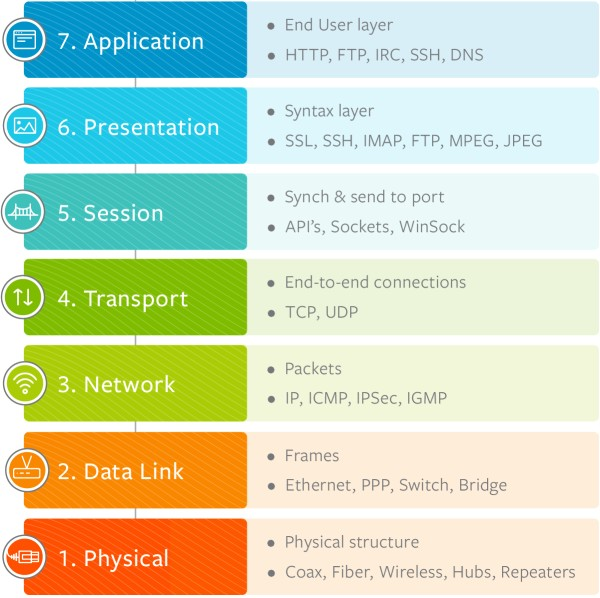 7. Application
End User layer
HTTP, FTP, IRC, SSH, DNS
6. Presentation
Syntax layer
SSL, SSH, IMAP, FTP, MPEG, JPEG
5. Session
Synch & send to port
API's, Sockets, WinSock
4. Transport
End-to-end connections
TCP, UDP
3. Network
Packets
IP, ICMP, IPSec, IGMP
2. Data Link
Frames
Ethernet, PPP, Switch, Bridge
1. Physical
Physical structure
Coax, Fiber, Wireless, Hubs, Repeaters